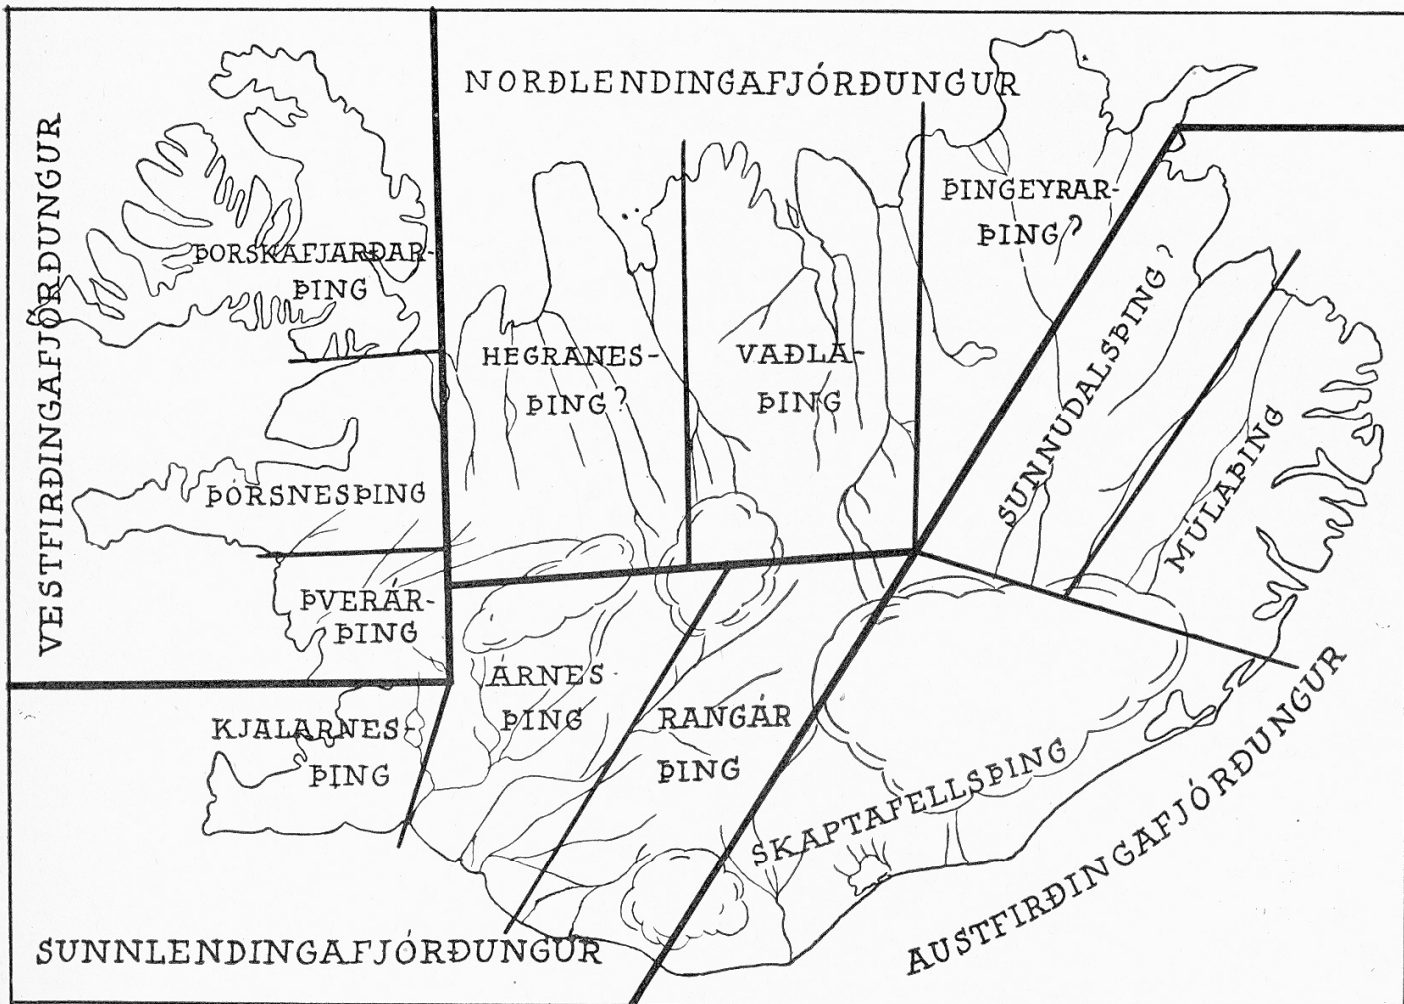 NORÐLENDINGAFJÓRÐUNGUR
VESTFIRÐINGAFJÓRÐUNGUR
ÞORSKAFJARÐAR-
ÞING
ÞÓRSNESÞING
ÞVERÁR-
ÞING
HEGRANES-
ÞING?
VAÐLA-
ÞING
ÞINGEYRAR-
ÞING?
SUNNUDALSÞING?
MÚLAÞING
KJALARNES-
ÞING
ÁRNES
ÞING
RANGÁR
ÞING
SKAPTAFELLSÞING
SUNNLENDINGAFJÓRÐUNGUR
AUSTFIRÐINGAFJÓRÐUNGUR